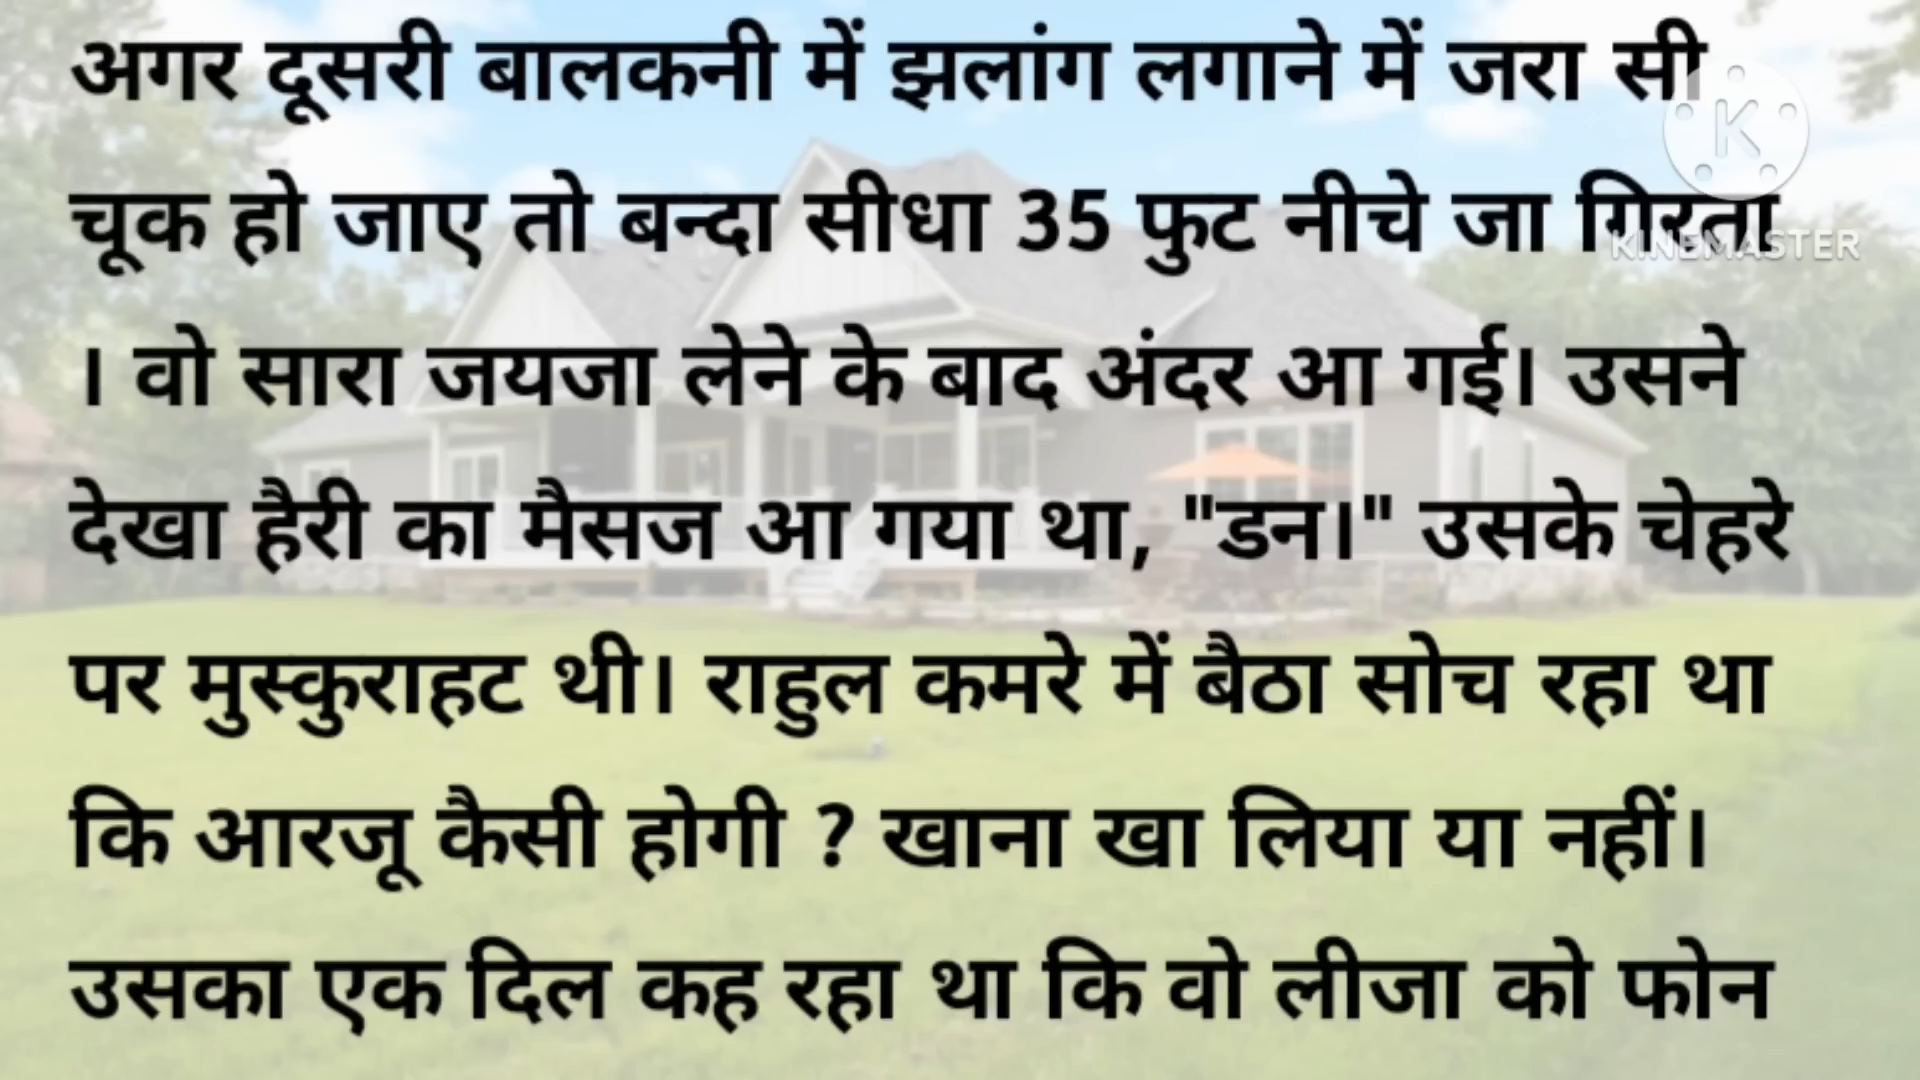 अगर दूसरी बालकनी में झलांग लगाने में जरा सी
चूक हो जाए तो बन्दा सीधा 35 फुट नीचे जा गिरता
। वो सारा जयजा लेने के बाद अंदर आ गई। उसने
देखा हैरी का मैसज आ गया था, "डन।" उसके चेहरे
पर मुस्कुराहट थी। राहुल कमरे में बैठा सोच रहा था
कि आरजू कैसी होगी ? खाना खा लिया या नहीं।
उसका एक दिल कह रहा था कि वो लीजा को फोन
K
KINEMASTER